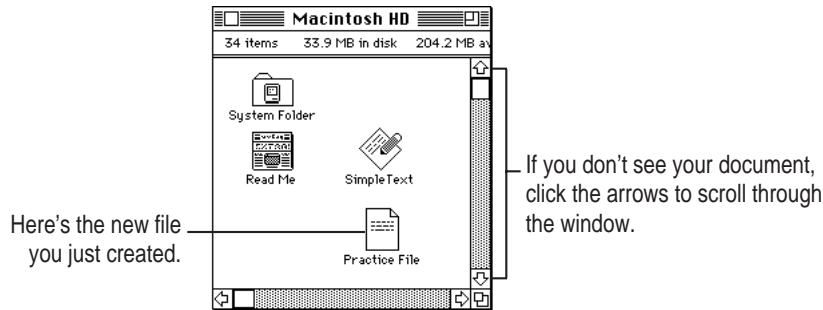 Macintosh HD
34 items 33.9 MB in disk 204.2 MB av
System Folder
EXTRA!
Read Me
SimpleText
Practice File
Here’s the new file
you just created.
If you don’t see your document,
click the arrows to scroll through
the window.